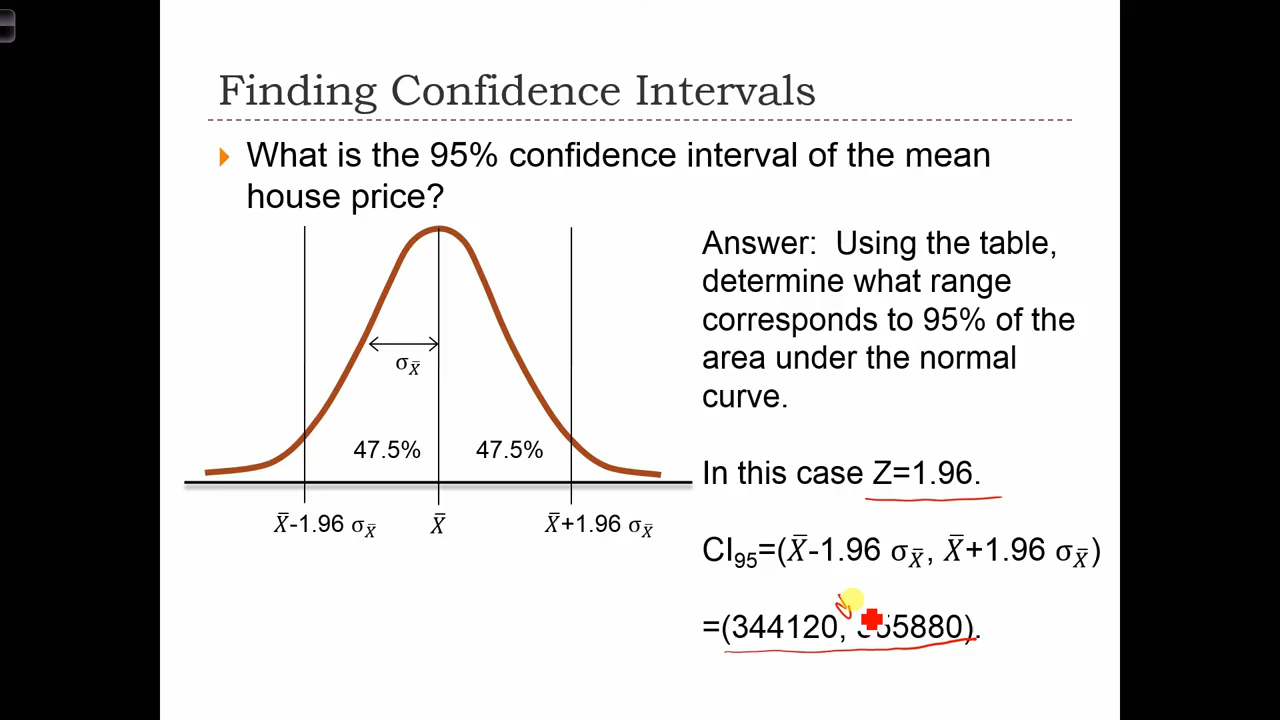 Finding Confidence Intervals
What is the 95% confidence interval of the mean
house price?
Answer: Using the table,
determine what range
corresponds to 95% of the
area under the normal
curve.
In this case Z=1.96.
CI₉₅=(X̄-1.96 σX̄, X̄+1.96 σX̄)
=(344120, 355880).
σX̄
47.5% 47.5%
X̄-1.96 σX̄ X̄ X̄+1.96 σX̄